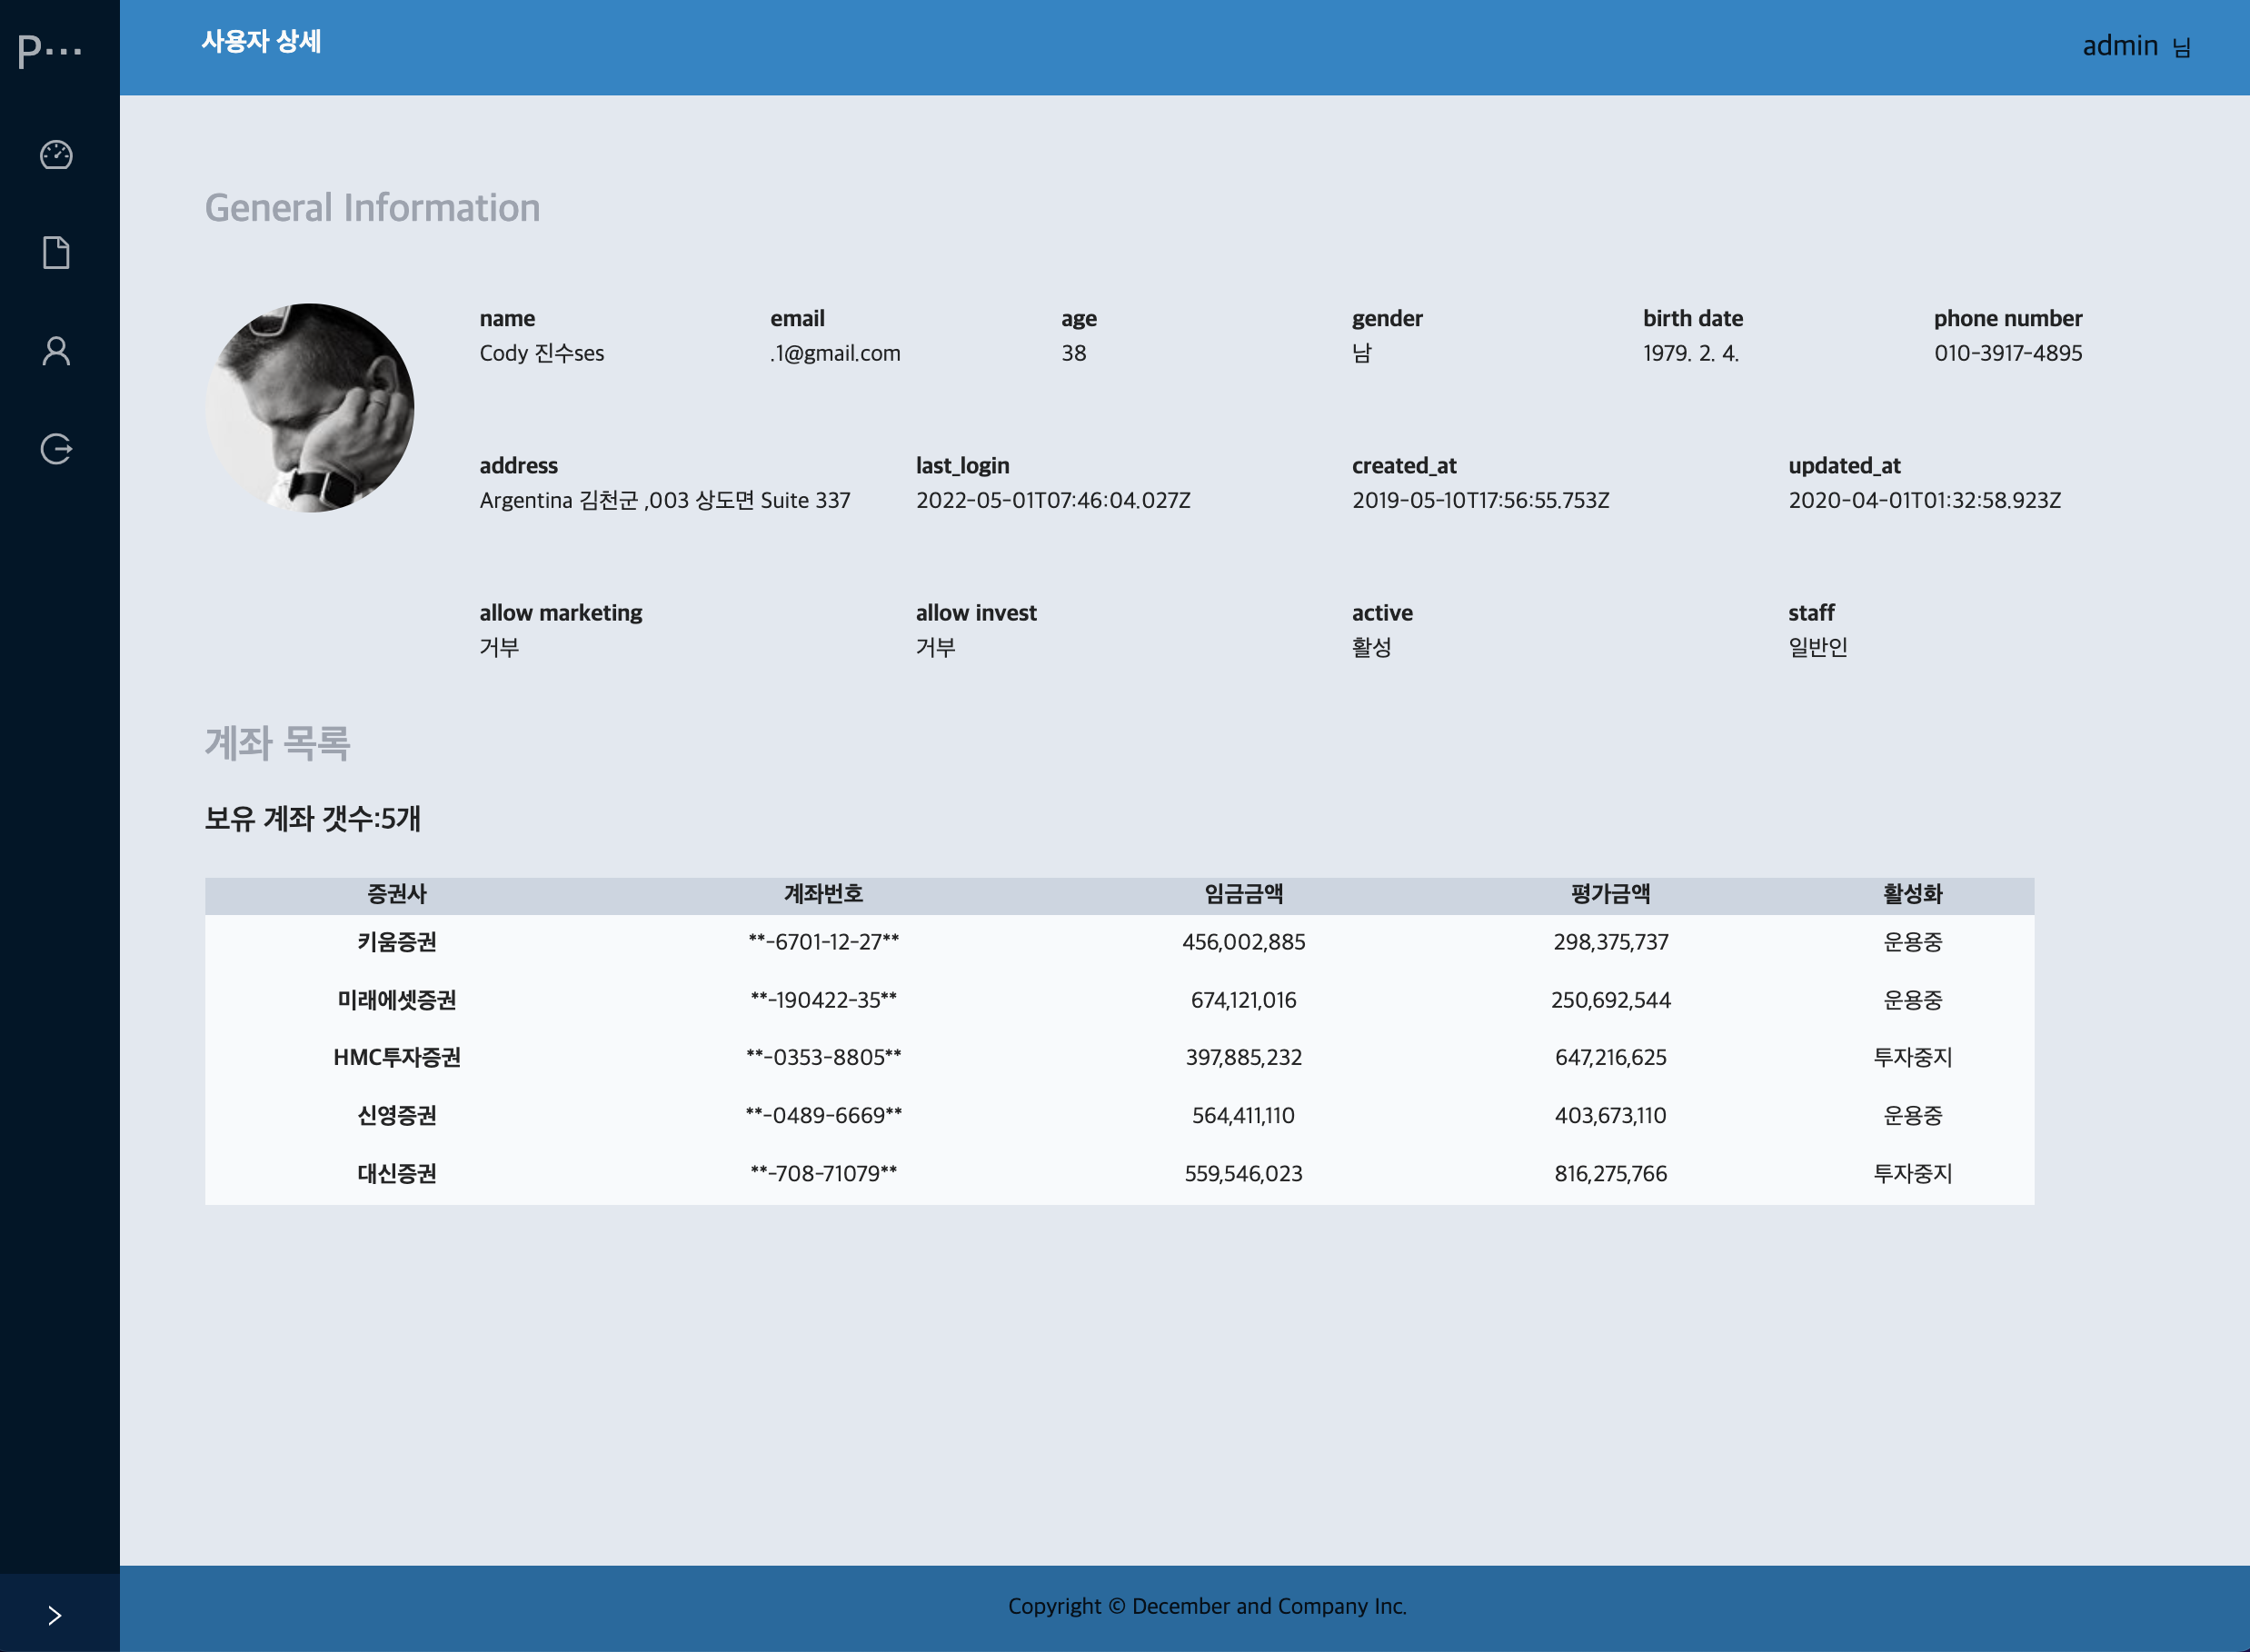 P···
사용자 상세
admin 님
General Information
name email age gender birth date phone number
Cody 진수ses .1@gmail.com 38 남 1979. 2. 4. 010-3917-4895
address last_login created_at updated_at
Argentina 김천군 ,003 상도면 Suite 337 2022-05-01T07:46:04.027Z 2019-05-10T17:56:55.753Z 2020-04-01T01:32:58.923Z
allow marketing allow invest active staff
거부 거부 활성 일반인
계좌 목록
보유 계좌 갯수:5개
증권사 계좌번호 임금금액 평가금액 활성화
키움증권 **-6701-12-27** 456,002,885 298,375,737 운용중
미래에셋증권 **-190422-35** 674,121,016 250,692,544 운용중
HMC투자증권 **-0353-8805** 397,885,232 647,216,625 투자중지
신영증권 **-0489-6669** 564,411,110 403,673,110 운용중
대신증권 **-708-71079** 559,546,023 816,275,766 투자중지
Copyright © December and Company Inc.